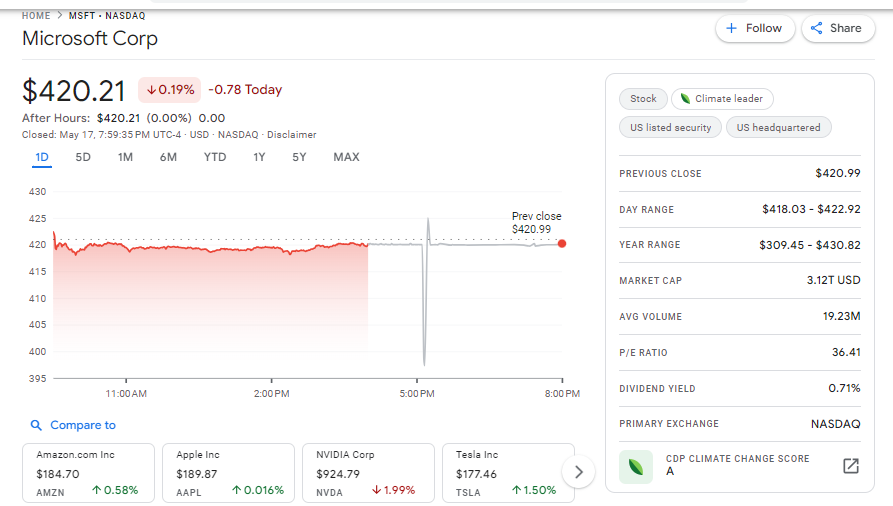 HOME > MSFT • NASDAQ
Microsoft Corp
+ Follow
Share
$420.21 ↓0.19% -0.78 Today
After Hours: $420.21 (0.00%) 0.00
Closed: May 17, 7:59:35 PM UTC-4 · USD · NASDAQ · Disclaimer
1D 5D 1M 6M YTD 1Y 5Y MAX
430
425
420
415
410
405
400
395
Prev close
$420.99
11:00 AM 2:00 PM 5:00 PM 8:00 PM
Compare to
Amazon.com Inc
$184.70
AMZN ↑0.58%
Apple Inc
$189.87
AAPL ↑0.016%
NVIDIA Corp
$924.79
NVDA ↓1.99%
Tesla Inc
$177.46
TSLA ↑1.50%
Stock Climate leader
US listed security US headquartered
PREVIOUS CLOSE $420.99
DAY RANGE $418.03 - $422.92
YEAR RANGE $309.45 - $430.82
MARKET CAP 3.12T USD
AVG VOLUME 19.23M
P/E RATIO 36.41
DIVIDEND YIELD 0.71%
PRIMARY EXCHANGE NASDAQ
CDP CLIMATE CHANGE SCORE
A